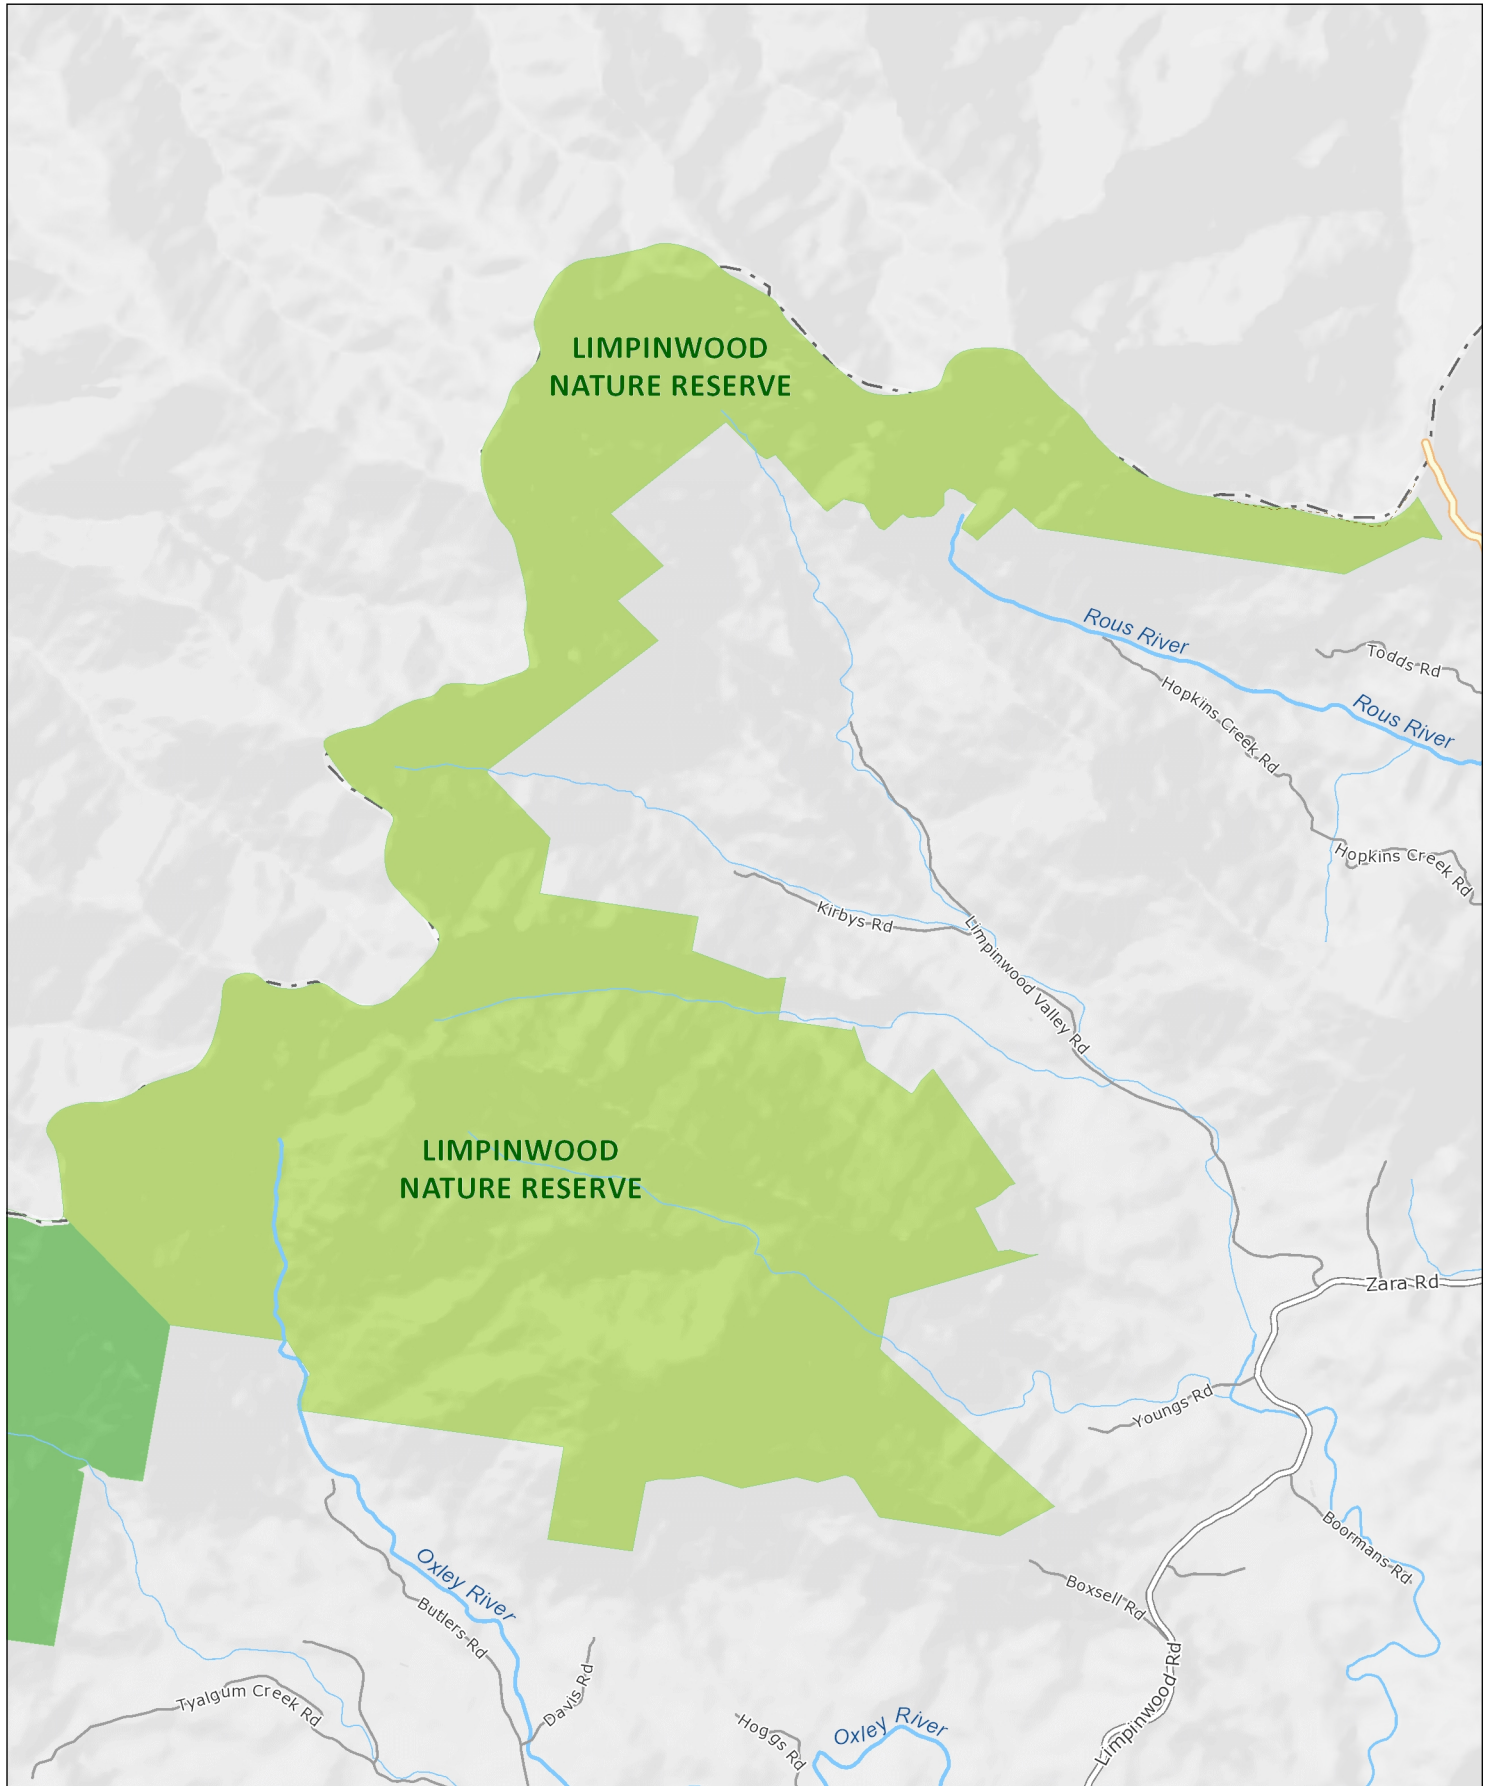 LIMPINWOOD
NATURE RESERVE
Rous River
Todds Rd
Hopkins Creek Rd
Rous River
Hopkins Creek Rd
Kirbys Rd
Limpinwood Valley Rd
LIMPINWOOD
NATURE RESERVE
Zara Rd
Youngs Rd
Boormans Rd
Oxley River
Boxsell Rd
Butlers Rd
Limpinwood Rd
Davis Rd
Tyalgum Creek Rd
Oxley River
Hoggs Rd